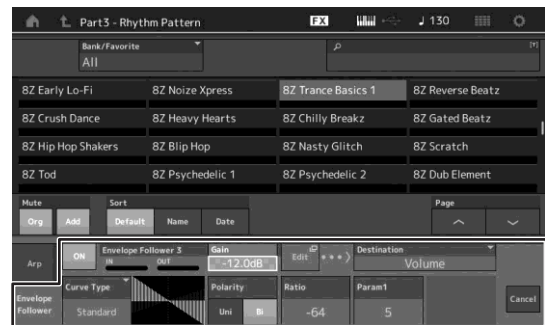 Part3 - Rhythm Pattern FX 130
Bank/Favorite
All
8Z Early Lo-Fi 8Z Noize Xpress 8Z Trance Basics 1 8Z Reverse Beatz
8Z Crush Dance 8Z Heavy Hearts 8Z Chilly Breakz 8Z Gated Beatz
8Z Hip Hop Shakers 8Z Blip Hop 8Z Nasty Glitch 8Z Scratch
8Z Tod 8Z Psychedelic 1 8Z Psychedelic 2 8Z Dub Element
Mute Sort Page
Org Add Default Name Date
Arp ON Envelope Follower 3 Gain Edit Destination
IN OUT -12.0dB Volume
Envelope Follower Curve Type Polarity Ratio Param1 Cancel
Standard Uni Bi -64 5